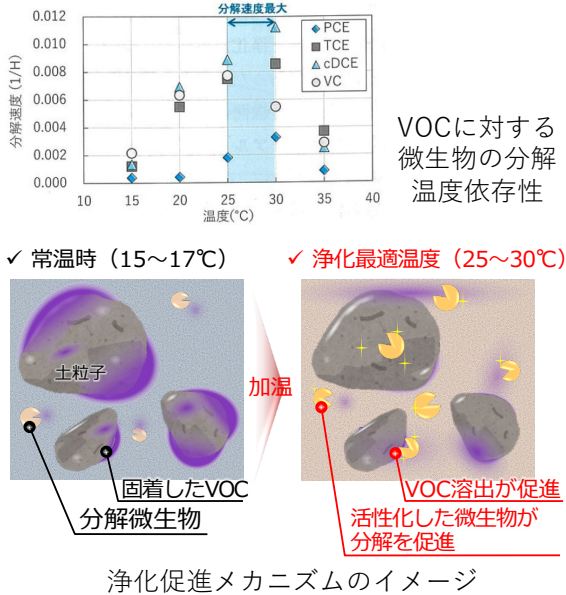 分解速度最大
分解速度 (1/H)
0.012
0.010
0.008
0.006
0.004
0.002
0.000
10 15 20 25 30 35 40
温度(℃)
PCE
TCE
cDCE
VC
VOCに対する
微生物の分解
温度依存性
✓ 常温時（15～17℃）
✓ 浄化最適温度（25～30℃）
土粒子
加温
固着したVOC
分解微生物
VOC溶出が促進
活性化した微生物が
分解を促進
浄化促進メカニズムのイメージ